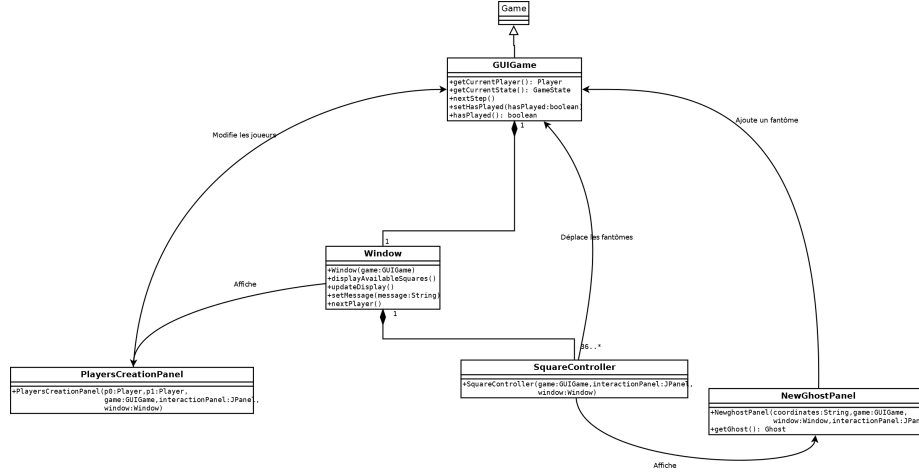 Game
GUIGame
+getCurrentPlayer(): Player
+getCurrentState(): GameState
+nextStep()
+setHasPlayed(hasPlayed:boolean)
+hasPlayed(): boolean
1
Modifie les joueurs
Ajoute un fantôme
Déplace les fantômes
1
Window
+Window(game:GUIGame)
+displayAvailableSquares()
+updateDisplay()
+setMessage(message:String)
+nextPlayer()
Affiche
1
36..*
PlayersCreationPanel
+PlayersCreationPanel(p0:Player,p1:Player,
game:GUIGame,interactionPanel:JPanel,
window:Window)
SquareController
+SquareController(game:GUIGame,interactionPanel:JPanel,
window:Window)
NewGhostPanel
+NewghostPanel(coordinates:String,game:GUIGame,
window:Window,interactionPanel:JPan
+getGhost(): Ghost
Affiche